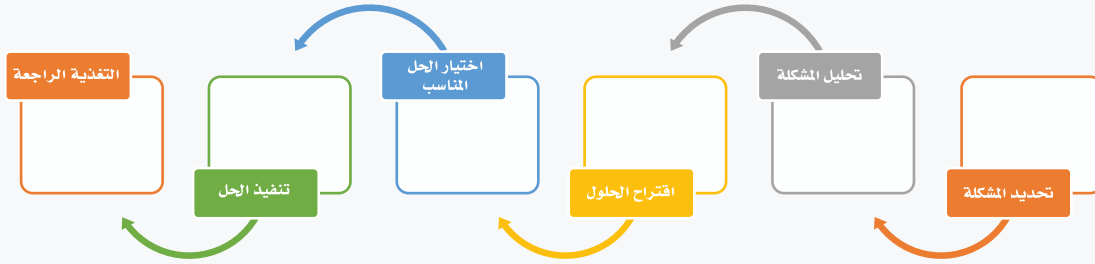 تحديد المشكلة
تحليل المشكلة
اقتراح الحلول
اختيار الحل
المناسب
تنفيذ الحل
التغذية الراجعة